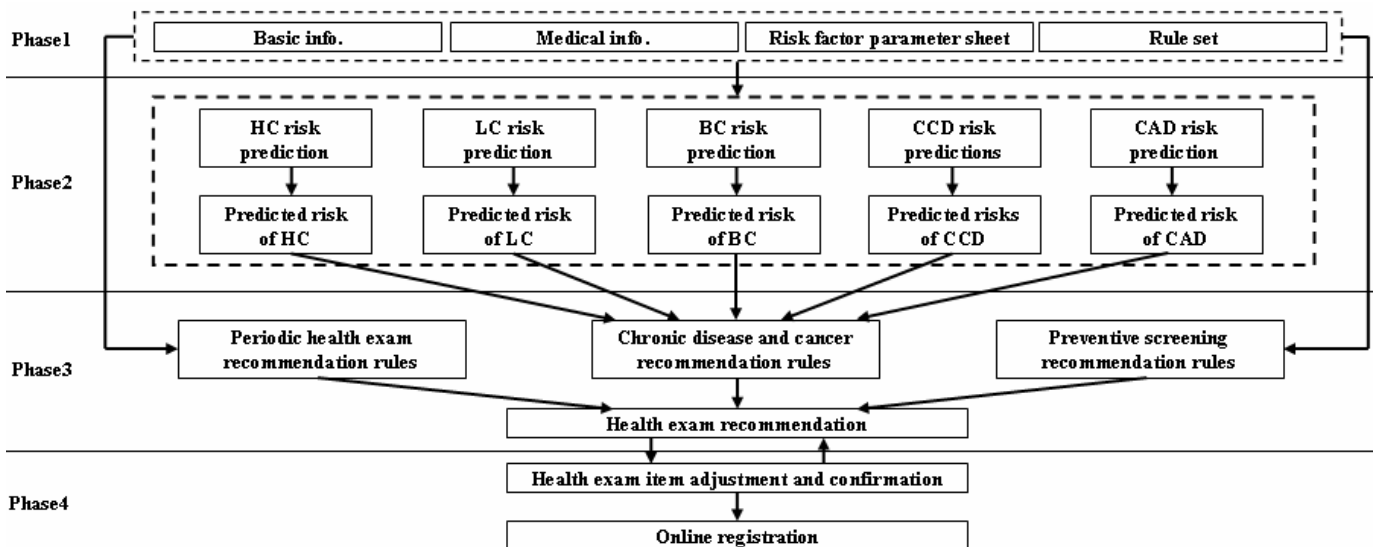 Phase1
Basic info.
Medical info.
Risk factor parameter sheet
Rule set
Phase2
HC risk
prediction
LC risk
prediction
BC risk
prediction
CCD risk
predictions
CAD risk
prediction
Predicted risk
of HC
Predicted risk
of LC
Predicted risk
of BC
Predicted risks
of CCD
Predicted risk
of CAD
Phase3
Periodic health exam
recommendation rules
Chronic disease and cancer
recommendation rules
Preventive screening
recommendation rules
Health exam recommendation
Phase4
Health exam item adjustment and confirmation
Online registration